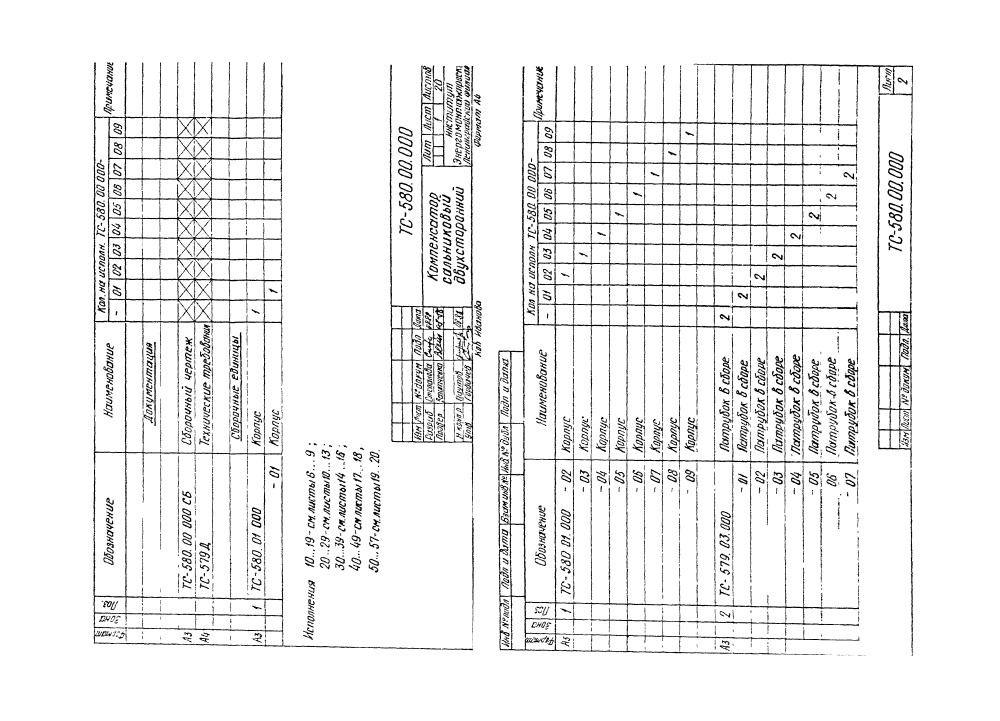 Формат
Зона
Поз.
Обозначение
Наименование
Кол. на исполн. ТС-580.00.000-
Примечание
- 01 02 03 04 05 06 07 08 09
Документация
А3 ТС-580.00 000 СБ Сборочный чертеж
А4 ТС-579Д Технические требования
Сборочные единицы
А3 1 ТС-580.01 000 Корпус 1
- 01 Корпус 1
Исполнения 10...19 - см. листы 6...9;
20...29 - см. листы 10...13;
30...39 - см. листы 14...16;
40...49 - см листы 17...18;
50...57 - см. листы 19...20.
ТС-580.00.000
Изм Лист № докум Подп Дата
Разраб
Провер
Н. контр
Утв
Компенсатор
сальниковый
двухсторонний
Лит Лист Листов
1 20
институт
Коп Иванова
Формат А4
Инв № подл Подп и дата Взам инв № Инв № дубл Подп и дата
Формат
Зона
Поз
Обозначение
Наименование
Кол на исполн ТС-580. 00 000-
Примечание
- 01 02 03 04 05 06 07 08 09
А3 1 ТС-580 01. 000 - 02 Корпус 1
- 03 Корпус 1
- 04 Корпус 1
- 05 Корпус 1
- 06 Корпус 1
- 07 Корпус 1
- 08 Корпус 1
- 09 Корпус 1
А3 2 ТС-579. 03. 000 Патрубок в сборе 2
- 01 Патрубок в сборе 2
- 02 Патрубок в сборе 2
- 03 Патрубок в сборе 2
- 04 Патрубок в сборе 2
- 05 Патрубок в сборе 2
06 Патрубок в сборе 2
- 07 Патрубок в сборе 2
Изм Лист № докум. Подп. Дата
ТС-580.00.000
Лист
2